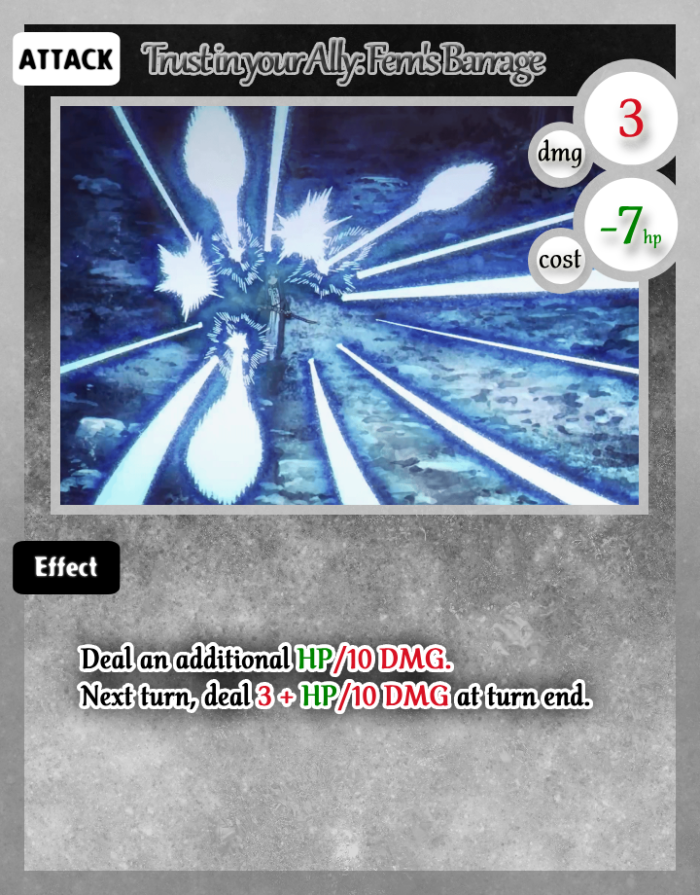 ATTACK
Trust in your Ally: Fern's Barrage
3
dmg
-7hp
cost
Effect
Deal an additional HP/10 DMG.
Next turn, deal 3 + HP/10 DMG at turn end.